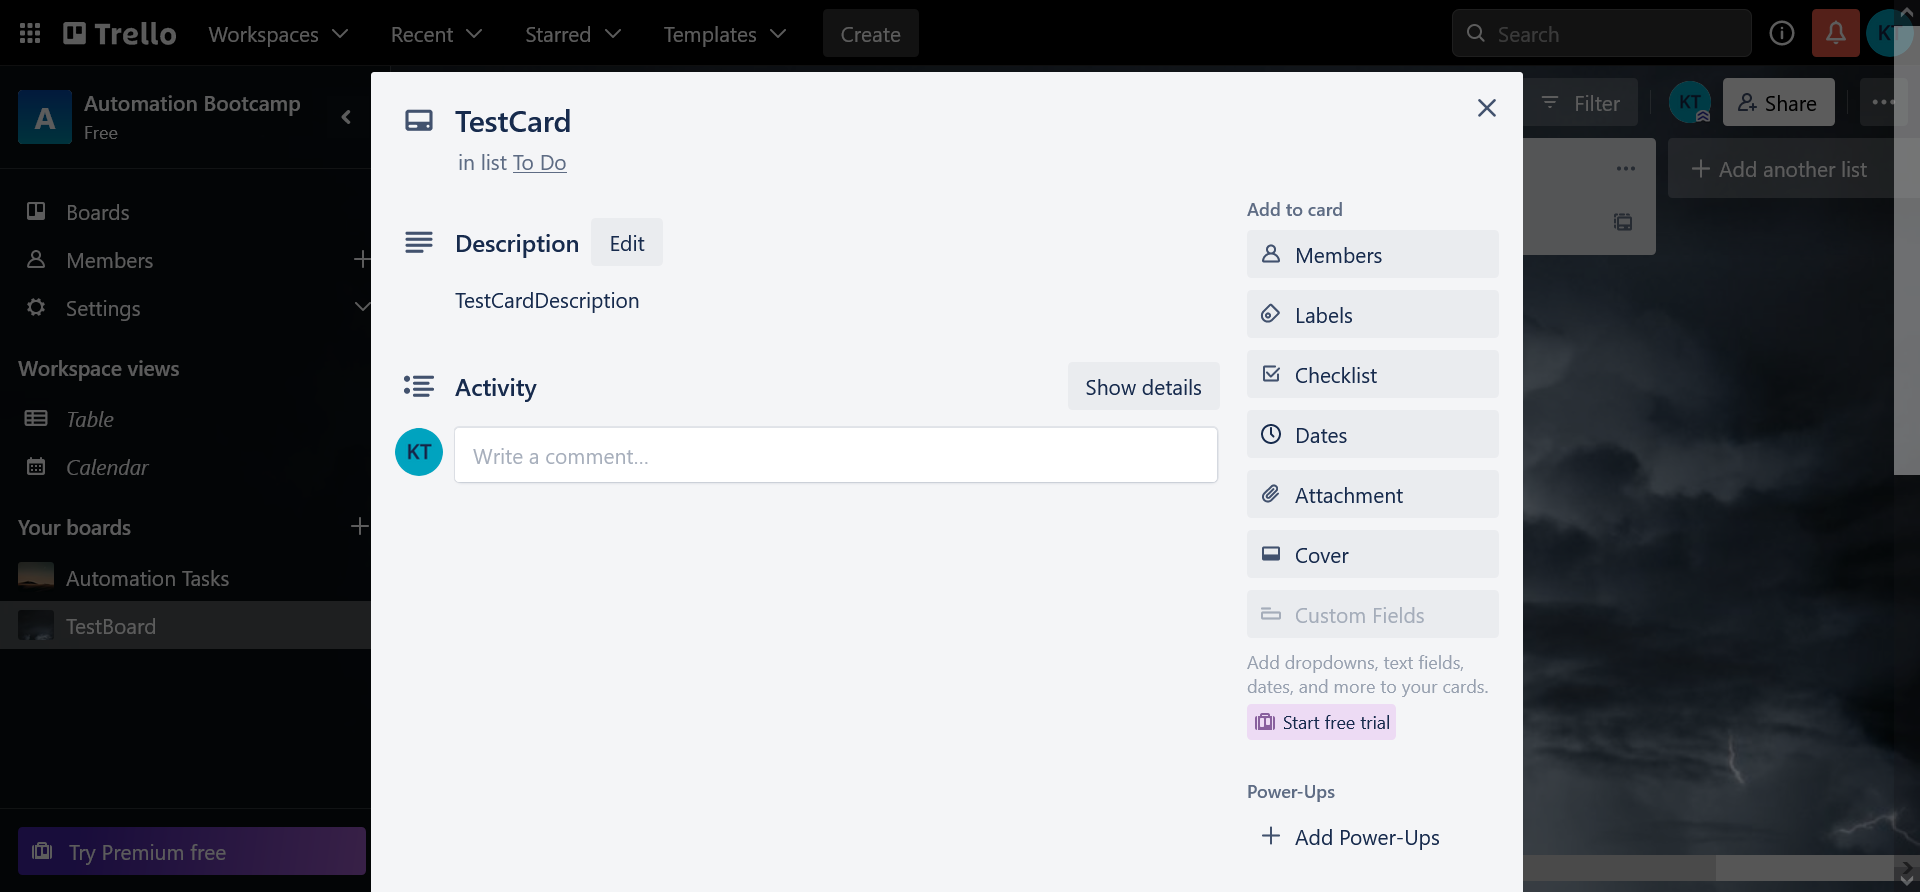 Trello
Workspaces
Recent
Starred
Templates
Create
Search
KT
A
Automation Bootcamp
Free
Filter
KT
Share
Boards
Members
Settings
Workspace views
Table
Calendar
Your boards
Automation Tasks
TestBoard
Try Premium free
Add another list
TestCard
in list To Do
Description
Edit
TestCardDescription
Activity
Show details
KT
Write a comment...
Add to card
Members
Labels
Checklist
Dates
Attachment
Cover
Custom Fields
Add dropdowns, text fields,
dates, and more to your cards.
Start free trial
Power-Ups
Add Power-Ups